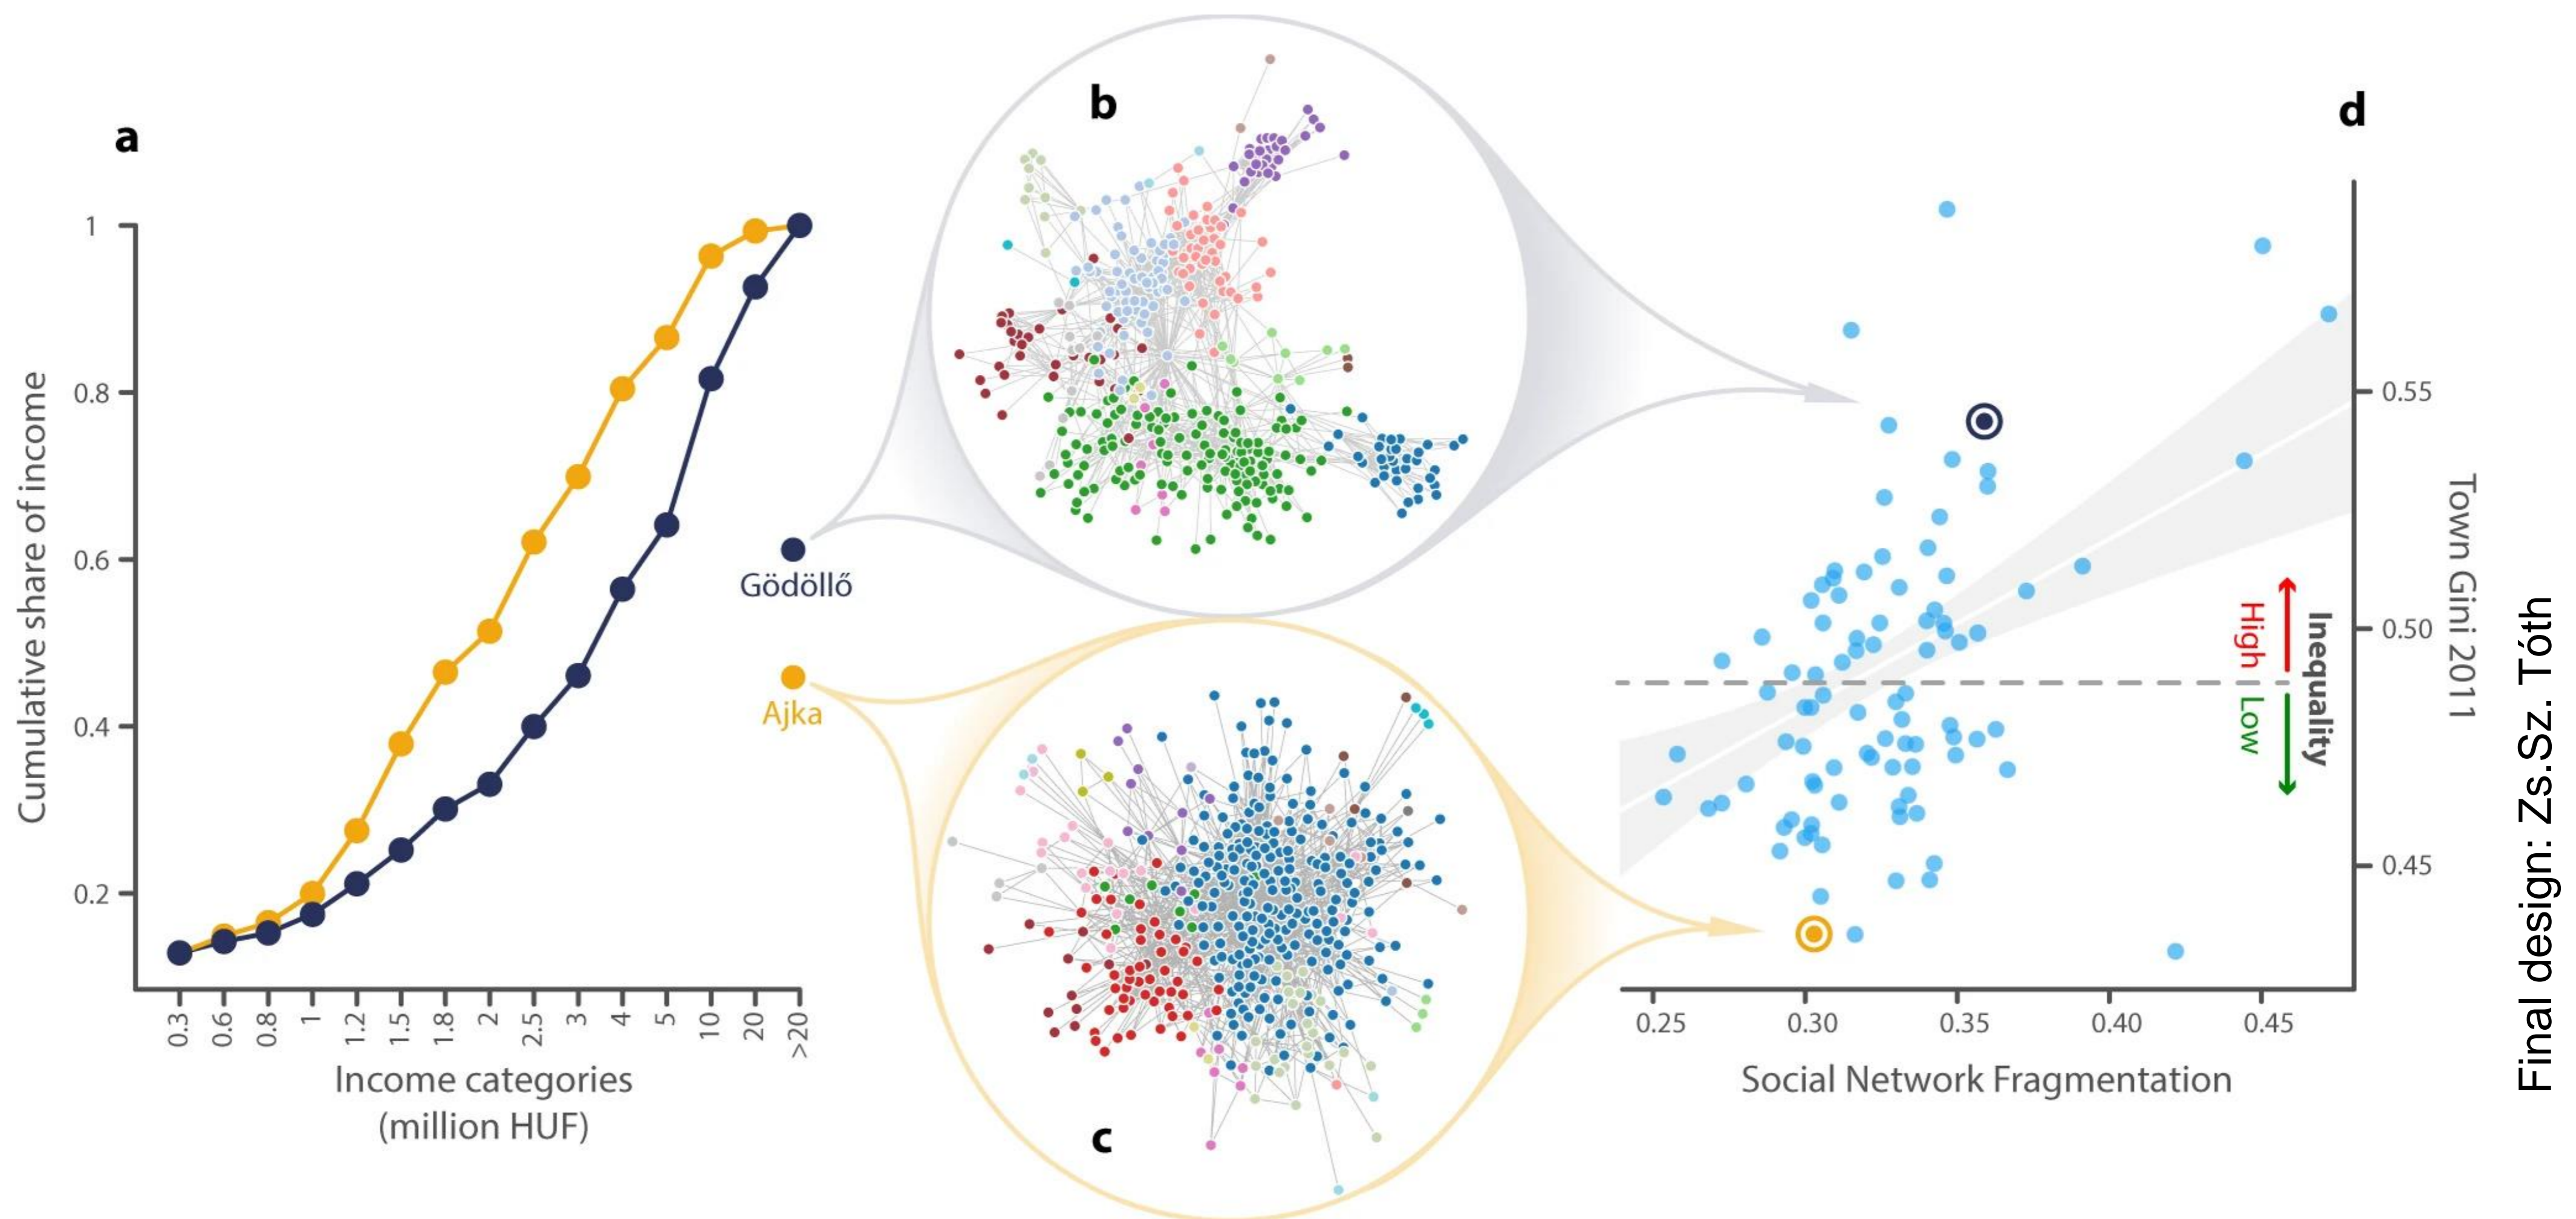 a
1
0.8
0.6
0.4
0.2
Cumulative share of income
0.3
0.6
0.8
1
1.2
1.5
1.8
2
2.5
3
4
5
10
20
>20
Income categories
(million HUF)
Gödöllő
Ajka
b
c
d
0.55
0.50
0.45
Town Gini 2011
Inequality
High
Low
0.25
0.30
0.35
0.40
0.45
Social Network Fragmentation
Final design: Zs.Sz. Tóth